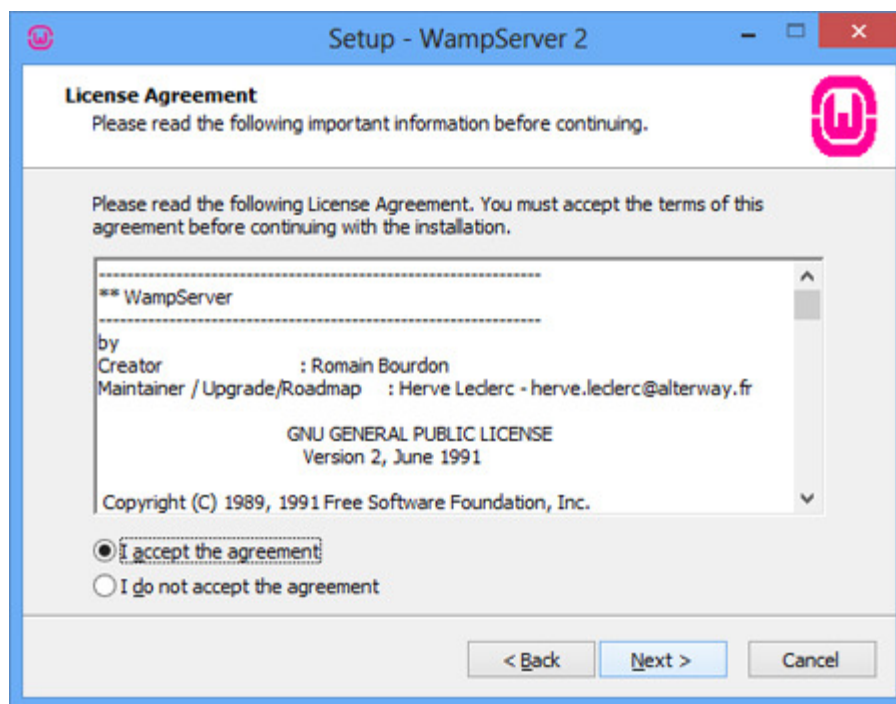 Setup - WampServer 2
License Agreement
Please read the following important information before continuing.
Please read the following License Agreement. You must accept the terms of this
agreement before continuing with the installation.
---------------------------------------------------------------
** WampServer
---------------------------------------------------------------
by
Creator : Romain Bourdon
Maintainer / Upgrade/Roadmap : Herve Leclerc - herve.leclerc@alterway.fr
GNU GENERAL PUBLIC LICENSE
Version 2, June 1991
Copyright (C) 1989, 1991 Free Software Foundation, Inc.
I accept the agreement
I do not accept the agreement
< Back Next > Cancel